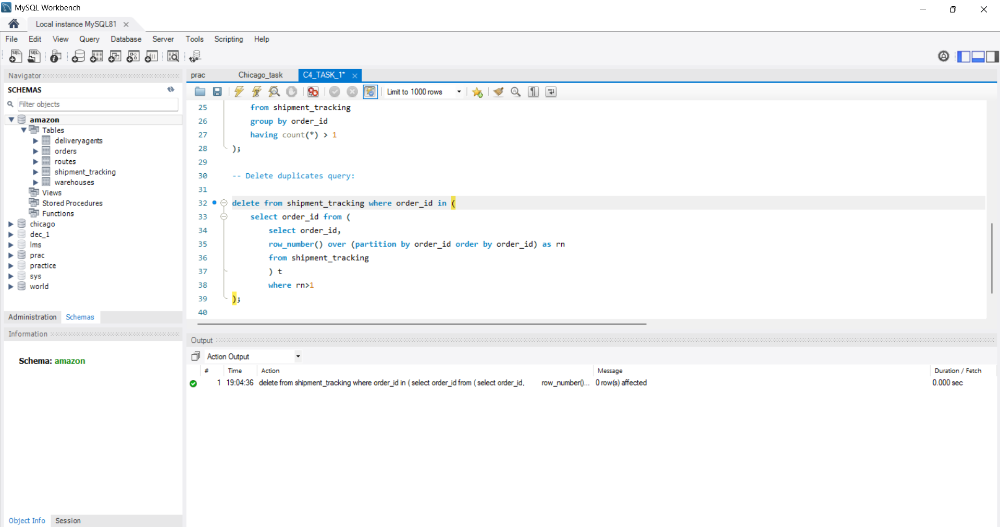 MySQL Workbench
Local instance MySQL81
File Edit View Query Database Server Tools Scripting Help
Navigator
SCHEMAS
Filter objects
amazon
Tables
deliveryagents
orders
routes
shipment_tracking
warehouses
Views
Stored Procedures
Functions
chicago
dec_1
lms
prac
practice
sys
world
Administration Schemas
Information
Schema: amazon
Object Info Session
prac Chicago_task C4_TASK_1*
Limit to 1000 rows
25 from shipment_tracking
26 group by order_id
27 having count(*) > 1
28 );
29
30 -- Delete duplicates query:
31
32 delete from shipment_tracking where order_id in (
33 select order_id from (
34 select order_id,
35 row_number() over (partition by order_id order by order_id) as rn
36 from shipment_tracking
37 ) t
38 where rn>1
39 );
40
Output
Action Output
# Time Action Message Duration / Fetch
1 19:04:36 delete from shipment_tracking where order_id in ( select order_id from ( select order_id, row_number()... 0 row(s) affected 0.000 sec